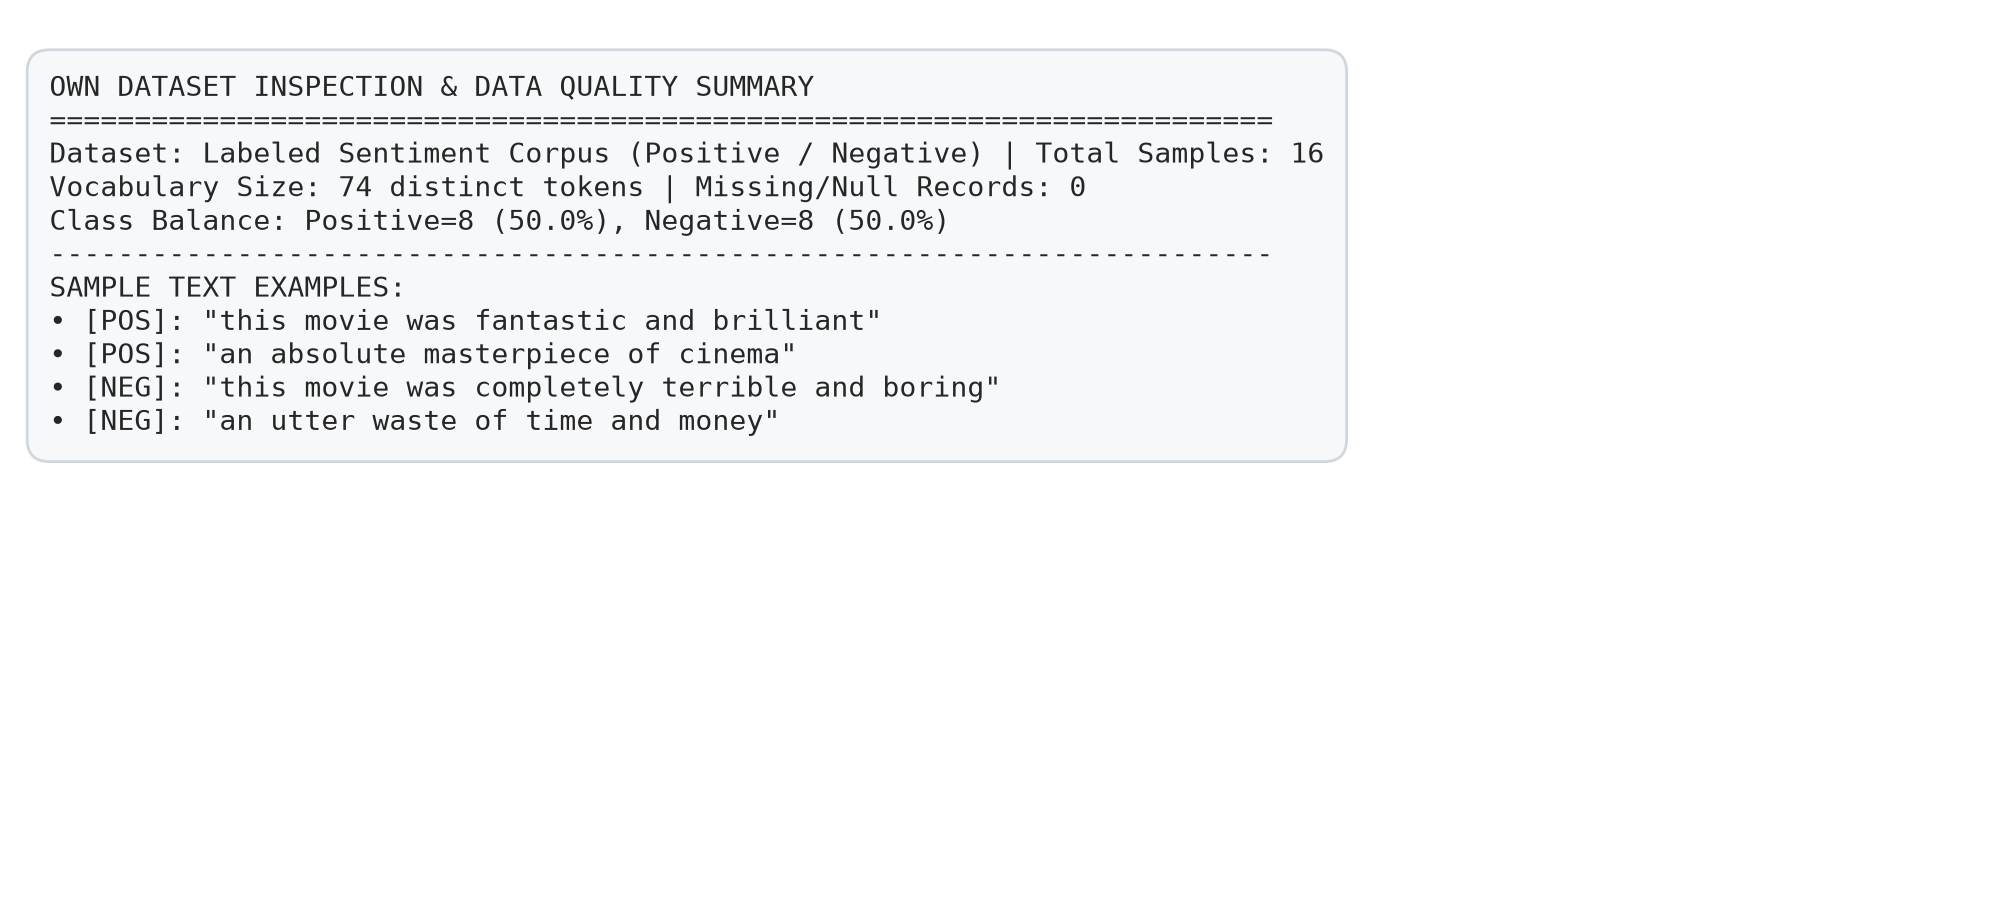 OWN DATASET INSPECTION & DATA QUALITY SUMMARY
========================================================================
Dataset: Labeled Sentiment Corpus (Positive / Negative) | Total Samples: 16
Vocabulary Size: 74 distinct tokens | Missing/Null Records: 0
Class Balance: Positive=8 (50.0%), Negative=8 (50.0%)
------------------------------------------------------------------------
SAMPLE TEXT EXAMPLES:
• [POS]: "this movie was fantastic and brilliant"
• [POS]: "an absolute masterpiece of cinema"
• [NEG]: "this movie was completely terrible and boring"
• [NEG]: "an utter waste of time and money"